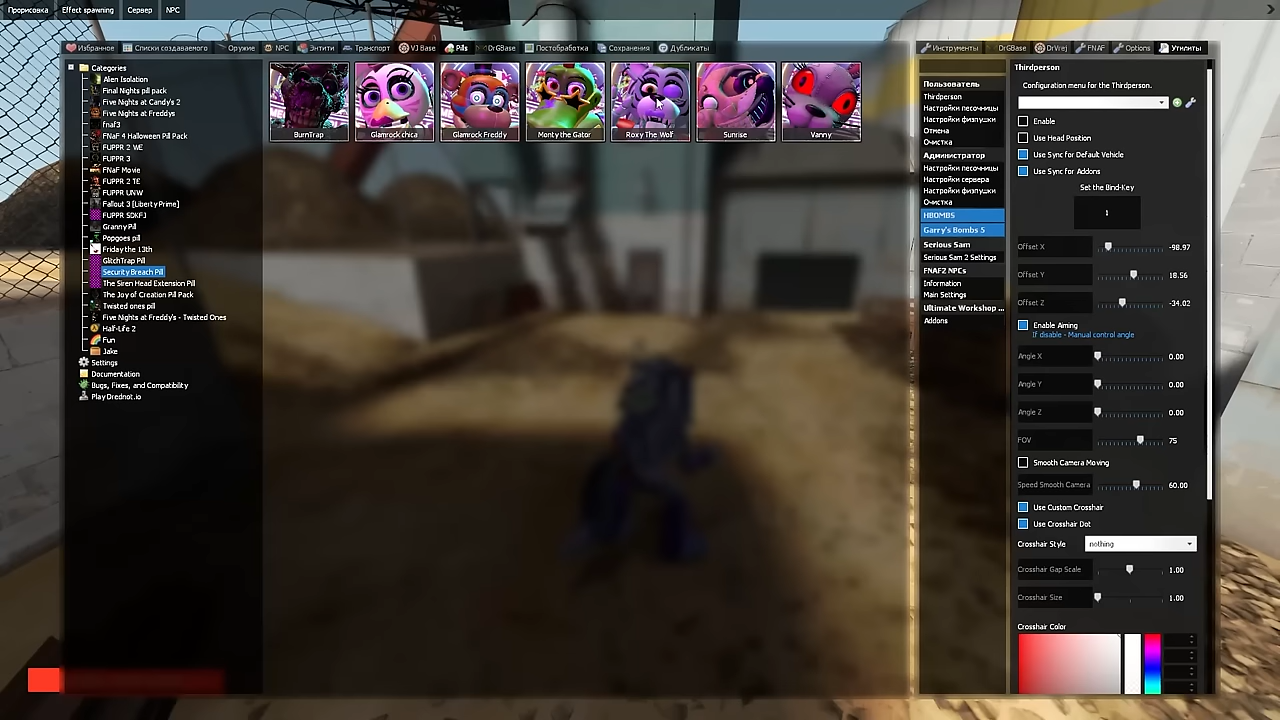 Прорисовка Effect spawning Сервер NPC
Избранное Списки создаваемого Оружие NPC Энтити Транспорт VJ Base Pills DrGBase Постобработка Сохранения Дубликаты
Categories
Alien Isolation
Final Nights pill pack
Five Nights at Candy's 2
Five Nights at Freddys
fnaf3
FNaF 4 Halloween Pill Pack
FUPPR 2 WE
FUPPR 3
FNaF Movie
FUPPR 2 TE
FUPPR UNW
Fallout 3 [Liberty Prime]
FUPPR SDKFJ
Granny Pill
Popgoes pill
Friday the 13th
GlitchTrap Pill
Security Breach Pill
The Siren Head Extension Pill
The Joy of Creation Pill Pack
Twisted ones pill
Five Nights at Freddy's - Twisted Ones
Half-Life 2
Fun
Jake
Settings
Documentation
Bugs, Fixes, and Compatibility
Play Drednot.io
BurnTrap
Glamrock chica
Glamrock Freddy
Monty the Gator
Roxy The Wolf
Sunrise
Vanny
Инструменты DrGBase DrVrej FNAF Options Утилиты
Пользователь
Thirdperson
Настройки песочницы
Настройки физпушки
Отмена
Очистка
Администратор
Настройки песочницы
Настройки сервера
Настройки физпушки
Очистка
HBOMBS
Garry's Bombs 5
Serious Sam
Serious Sam 2 Settings
FNAF2 NPCs
Information
Main Settings
Ultimate Workshop ...
Addons
Thirdperson
Configuration menu for the Thirdperson.
Enable
Use Head Position
Use Sync for Default Vehicle
Use Sync for Addons
Set the Bind-Key
1
Offset X -98.97
Offset Y 18.56
Offset Z -34.02
Enable Aiming
If disable - Manual control angle
Angle X 0.00
Angle Y 0.00
Angle Z 0.00
FOV 75
Smooth Camera Moving
Speed Smooth Camera 60.00
Use Custom Crosshair
Use Crosshair Dot
Crosshair Style nothing
Crosshair Gap Scale 1.00
Crosshair Size 1.00
Crosshair Color